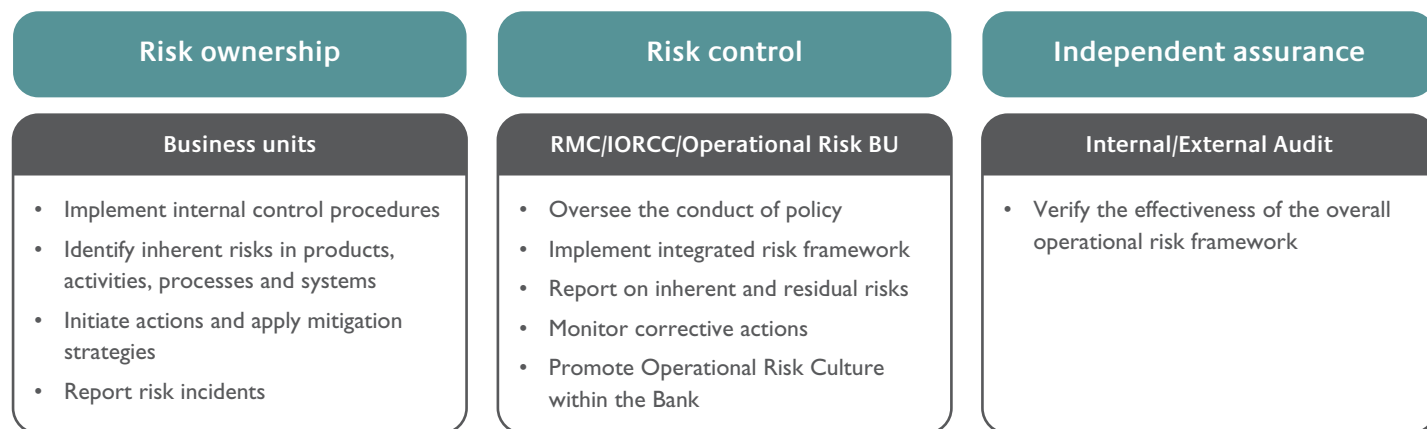 Risk ownership
Risk control
Independent assurance
Business units
• Implement internal control procedures
• Identify inherent risks in products,
activities, processes and systems
• Initiate actions and apply mitigation
strategies
• Report risk incidents
RMC/IORCC/Operational Risk BU
• Oversee the conduct of policy
• Implement integrated risk framework
• Report on inherent and residual risks
• Monitor corrective actions
• Promote Operational Risk Culture
within the Bank
Internal/External Audit
• Verify the effectiveness of the overall
operational risk framework